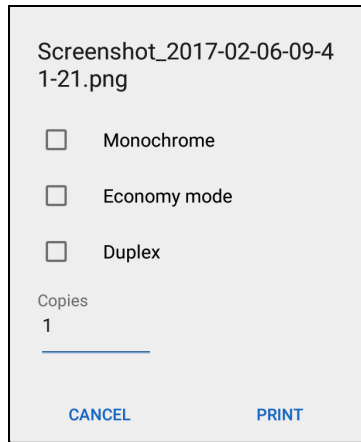 Screenshot_2017-02-06-09-4
1-21.png
Monochrome
Economy mode
Duplex
Copies
1
CANCEL PRINT